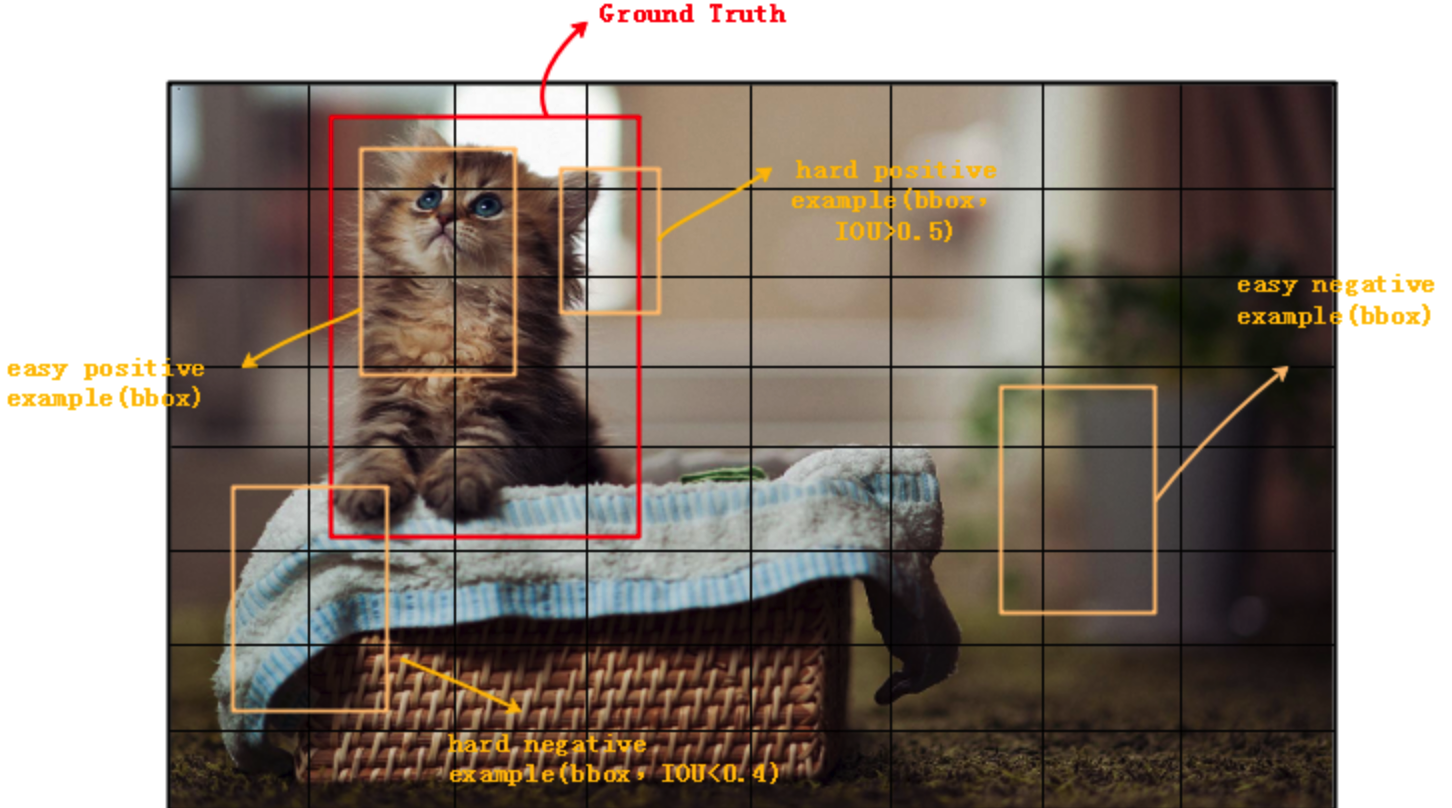 Ground Truth
hard positive
example(bbox,
IOU>0.5)
easy negative
example(bbox)
easy positive
example(bbox)
hard negative
example(bbox, IOU<0.4)